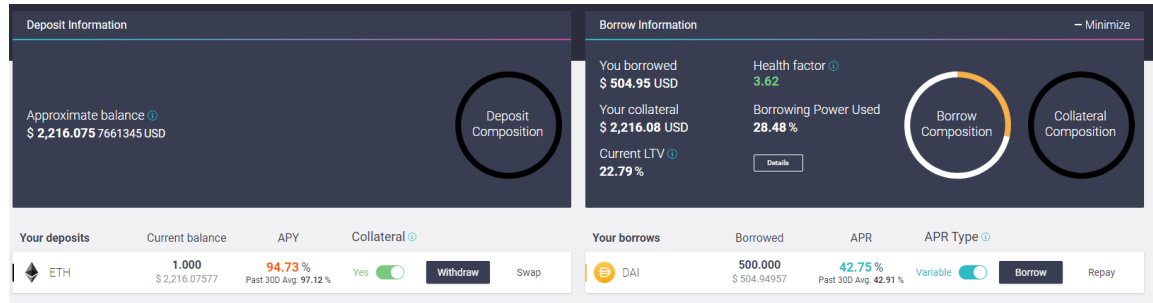 Deposit Information
Approximate balance
$ 2,216.075 7661345 USD
Deposit
Composition
Borrow Information
– Minimize
You borrowed
$ 504.95 USD
Health factor
3.62
Your collateral
$ 2,216.08 USD
Borrowing Power Used
28.48 %
Current LTV
22.79 %
Details
Borrow
Composition
Collateral
Composition
Your deposits Current balance APY Collateral
ETH 1.000 94.73 % Yes Withdraw Swap
$ 2,216.07577 Past 30D Avg. 97.12 %
Your borrows Borrowed APR APR Type
DAI 500.000 42.75 % Variable Borrow Repay
$ 504.94957 Past 30D Avg. 42.91 %